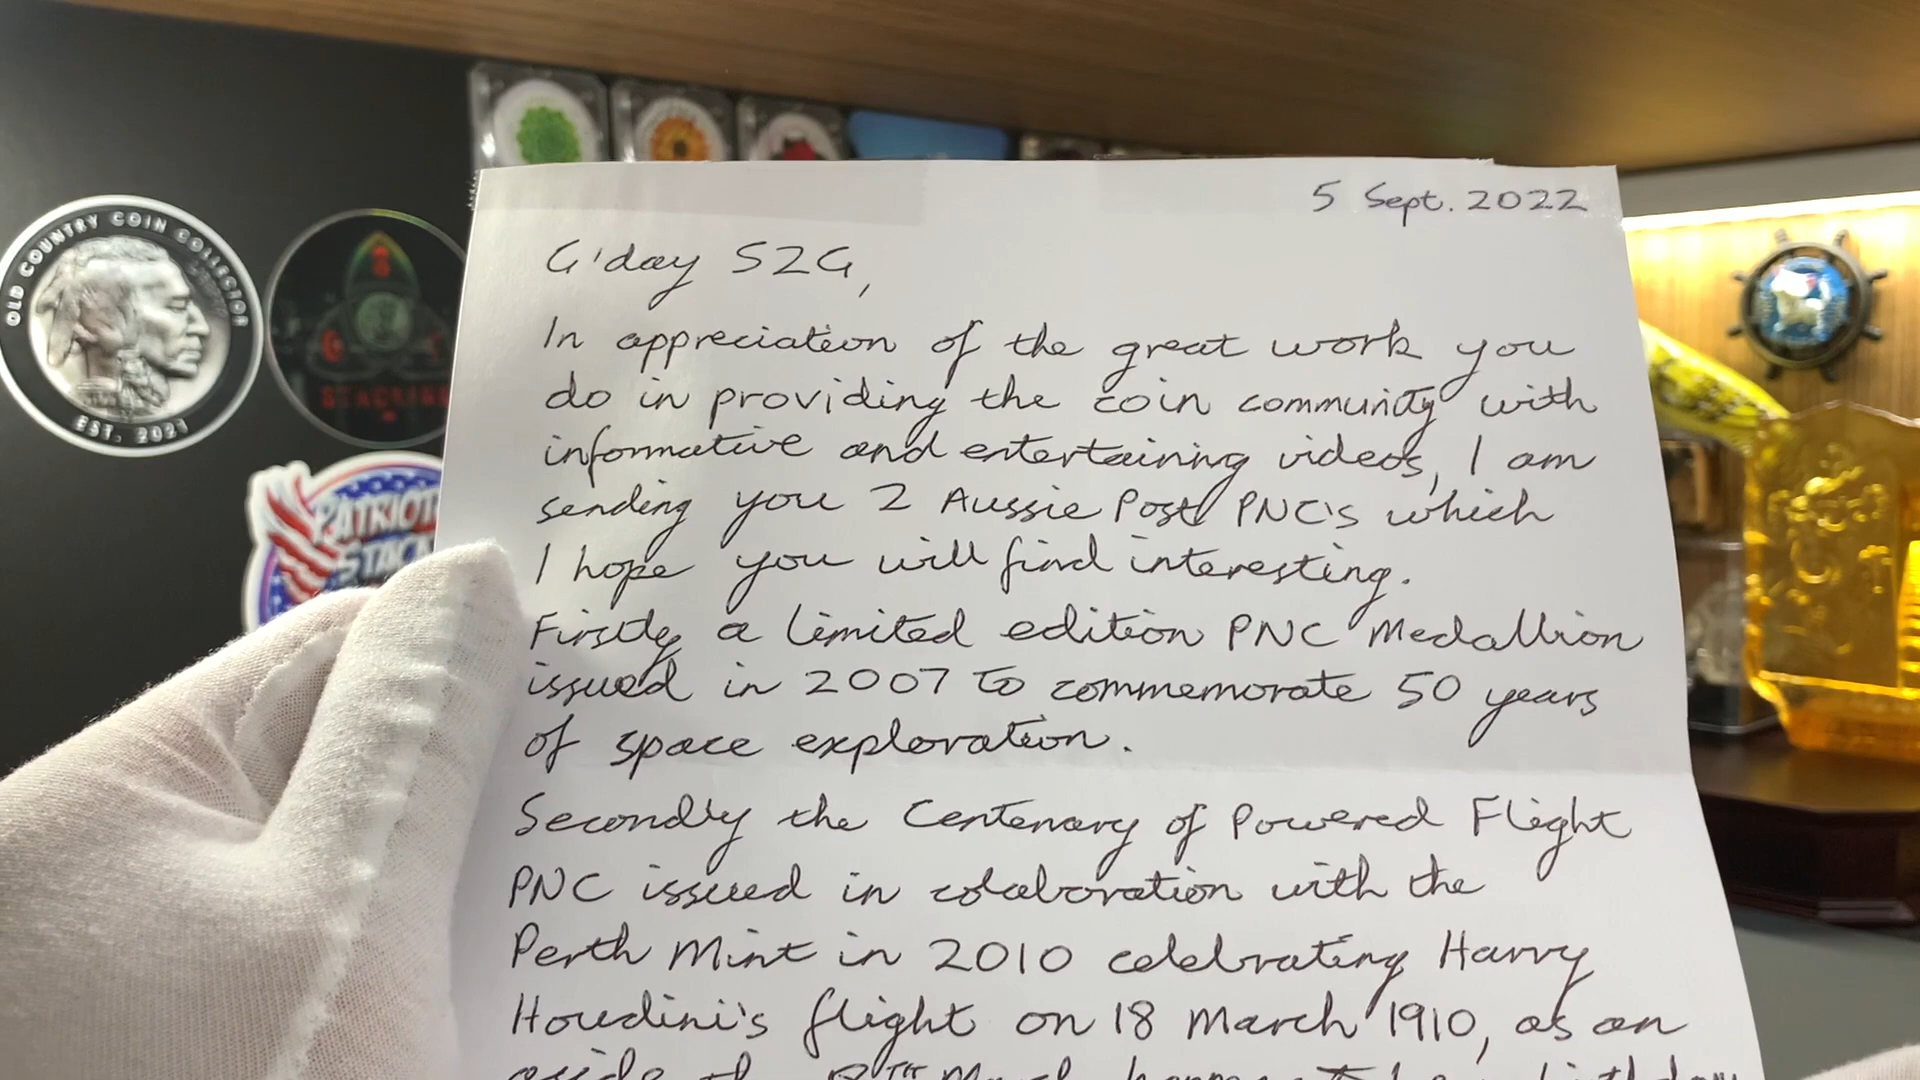 OLD COUNTRY COIN COLLECTOR
EST. 2021
STACKING
PATRIOT
STACK
5 Sept. 2022
G'day S2G,
In appreciation of the great work you
do in providing the coin community with
informative and entertaining videos, I am
sending you 2 Aussie Post PNC's which
I hope you will find interesting.
Firstly a limited edition PNC Medallion
issued in 2007 to commemorate 50 years
of space exploration.
Secondly the Centenary of Powered Flight
PNC issued in colaboration with the
Perth Mint in 2010 celebrating Harry
Houdini's flight on 18 March 1910, as an